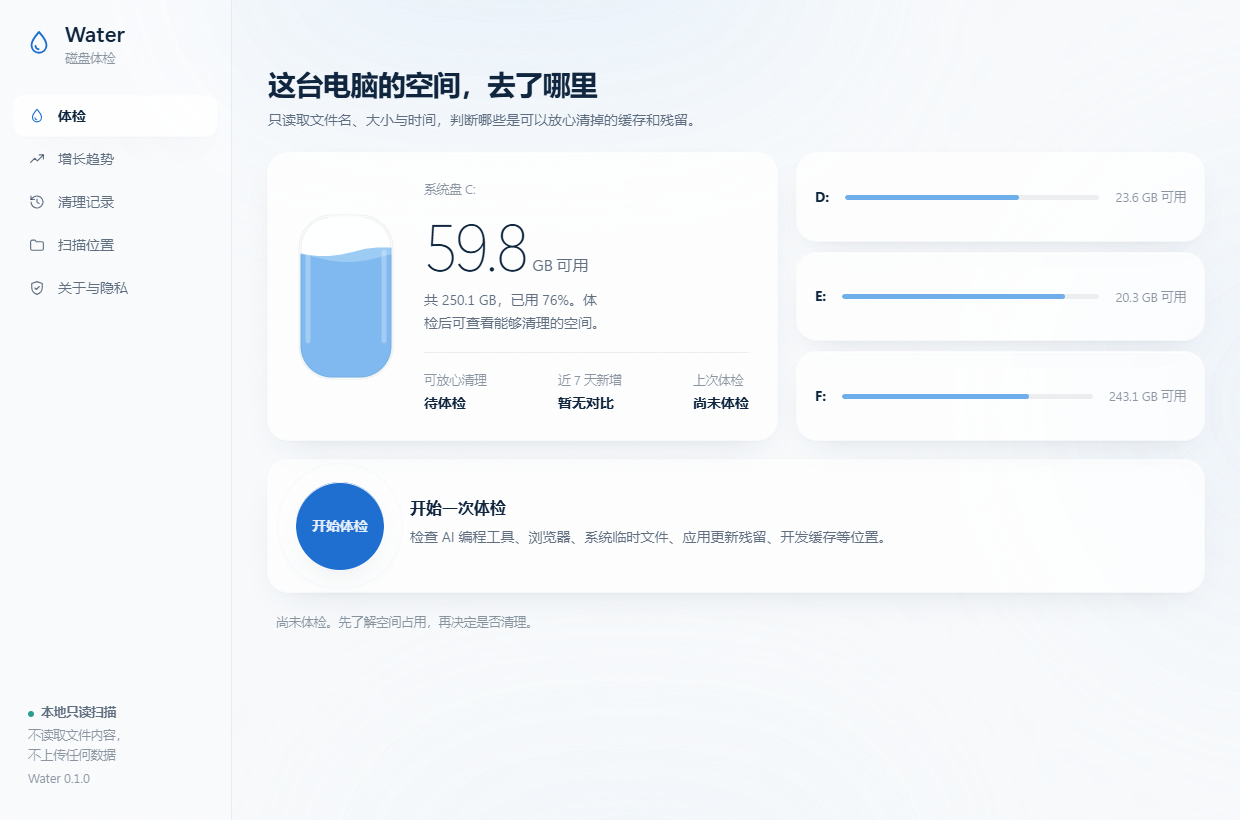 Water
磁盘体检
体检
增长趋势
清理记录
扫描位置
关于与隐私
本地只读扫描
不读取文件内容，
不上传任何数据
Water 0.1.0
这台电脑的空间，去了哪里
只读取文件名、大小与时间，判断哪些是可以放心清掉的缓存和残留。
系统盘 C:
59.8 GB 可用
共 250.1 GB，已用 76%。体
检后可查看能够清理的空间。
可放心清理
待体检
近 7 天新增
暂无对比
上次体检
尚未体检
D:
23.6 GB 可用
E:
20.3 GB 可用
F:
243.1 GB 可用
开始体检
开始一次体检
检查 AI 编程工具、浏览器、系统临时文件、应用更新残留、开发缓存等位置。
尚未体检。先了解空间占用，再决定是否清理。